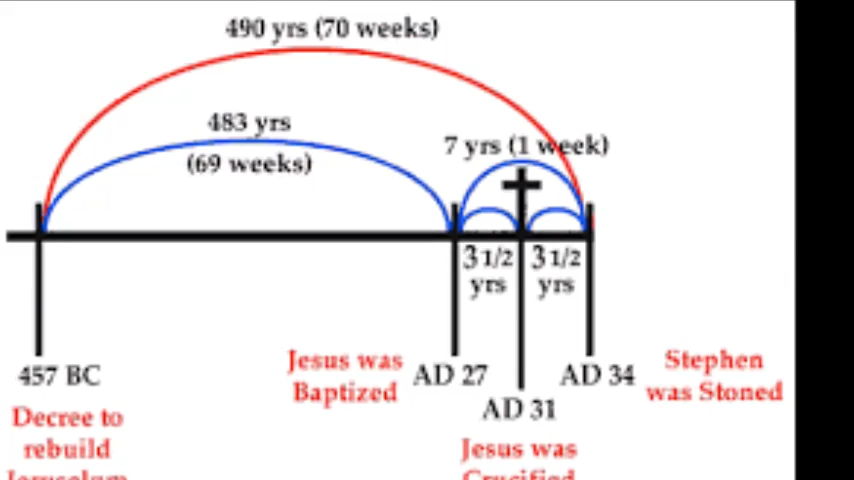 490 yrs (70 weeks)
483 yrs
(69 weeks)
7 yrs (1 week)
3 1/2
yrs
3 1/2
yrs
457 BC
Decree to
rebuild
Jerusalem
Jesus was
Baptized
AD 27
AD 31
Jesus was
Crucified
AD 34
Stephen
was Stoned